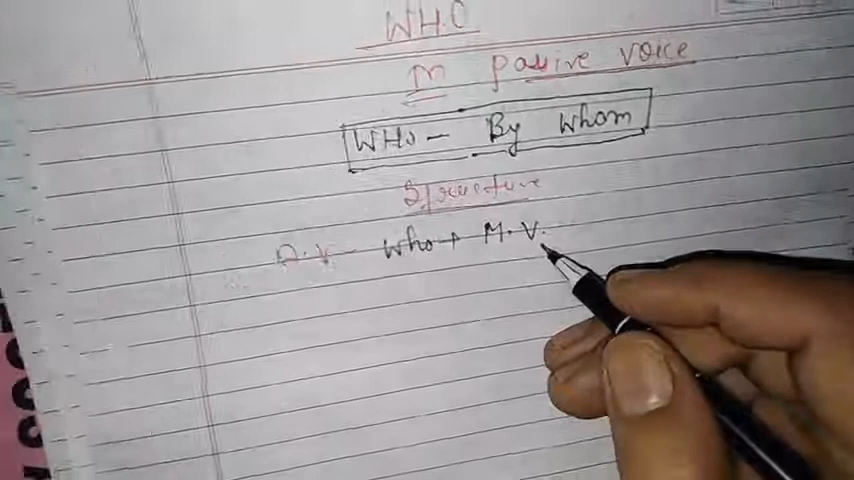 WHO
In Passive Voice
WHO - By whom
Structure
A.V - Who + M.V.